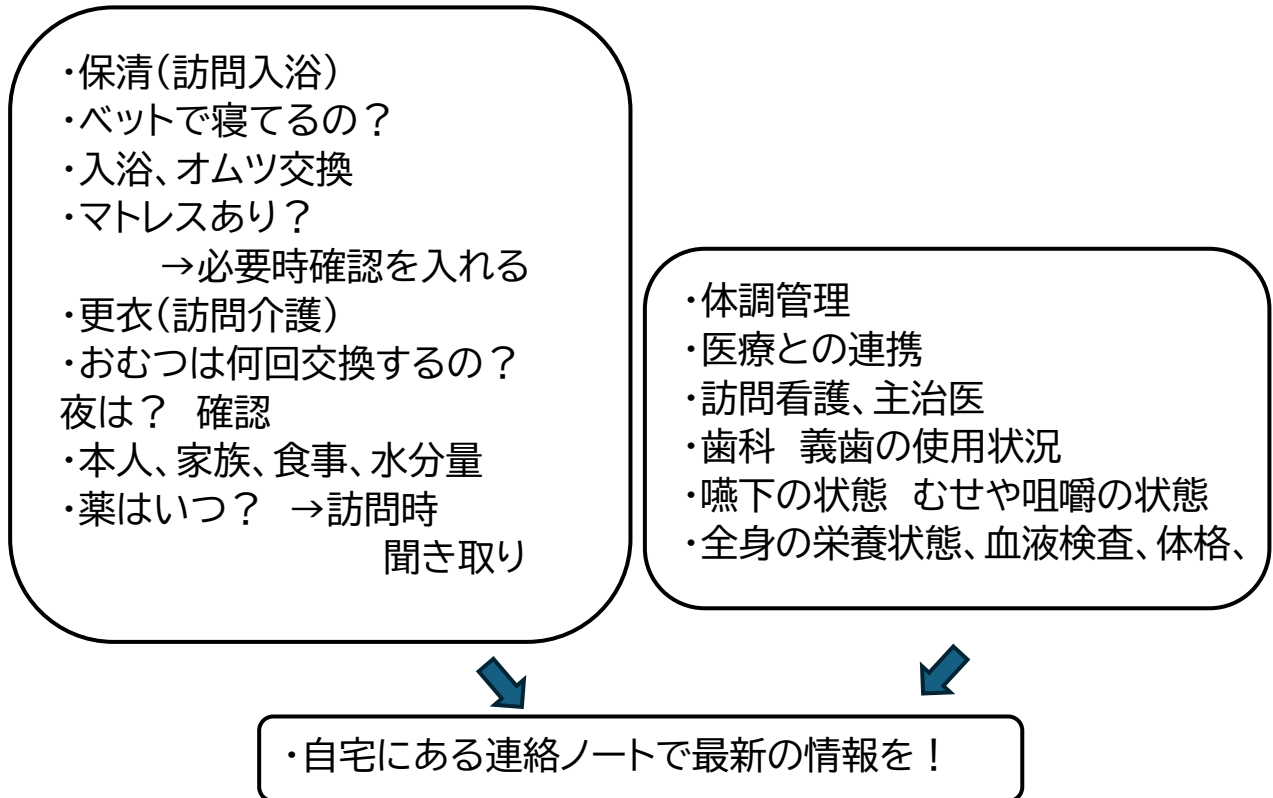 ・保清(訪問入浴)
・ベットで寝てるの?
・入浴、オムツ交換
・マトレスあり?
→必要時確認を入れる
・更衣(訪問介護)
・おむつは何回交換するの?
夜は? 確認
・本人、家族、食事、水分量
・薬はいつ? →訪問時
聞き取り
・体調管理
・医療との連携
・訪問看護、主治医
・歯科 義歯の使用状況
・嚥下の状態 むせや咀嚼の状態
・全身の栄養状態、血液検査、体格、
・自宅にある連絡ノートで最新の情報を!